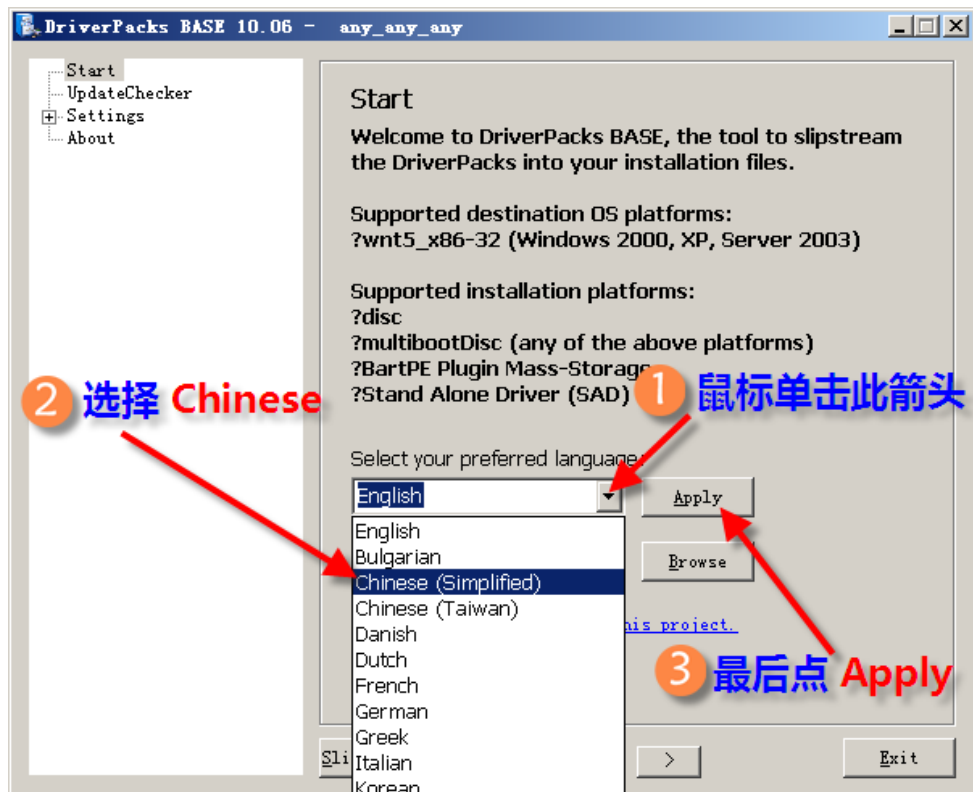 DriverPacks BASE 10.06 - any_any_any
Start
UpdateChecker
Settings
About
Start
Welcome to DriverPacks BASE, the tool to slipstream
the DriverPacks into your installation files.
Supported destination OS platforms:
?wnt5_x86-32 (Windows 2000, XP, Server 2003)
Supported installation platforms:
?disc
?multibootDisc (any of the above platforms)
?BartPE Plugin Mass-Storage
?Stand Alone Driver (SAD)
1 鼠标单击此箭头
2 选择 Chinese
Select your preferred language:
English
Apply
English
Bulgarian
Browse
Chinese (Simplified)
Chinese (Taiwan)
Danish
his project.
Dutch
French
3 最后点 Apply
German
Greek
Sli
Italian
>
Exit
Korean